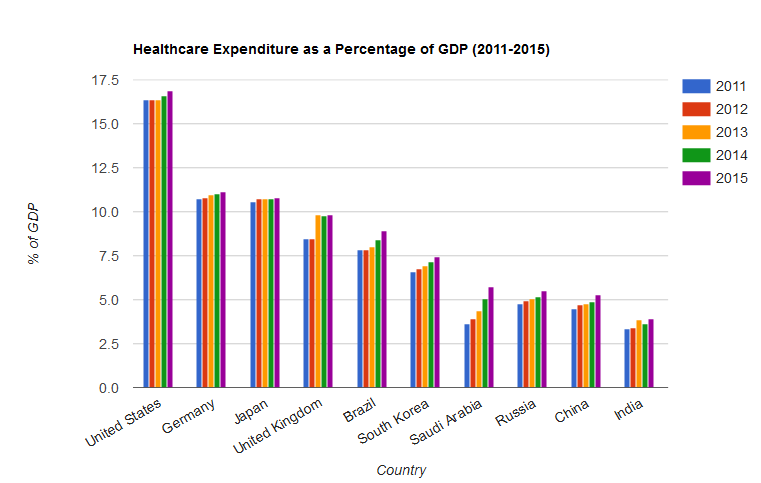 Healthcare Expenditure as a Percentage of GDP (2011-2015)
17.5
15.0
12.5
10.0
7.5
5.0
2.5
0.0
% of GDP
2011
2012
2013
2014
2015
United States
Germany
Japan
United Kingdom
Brazil
South Korea
Saudi Arabia
Russia
China
India
Country